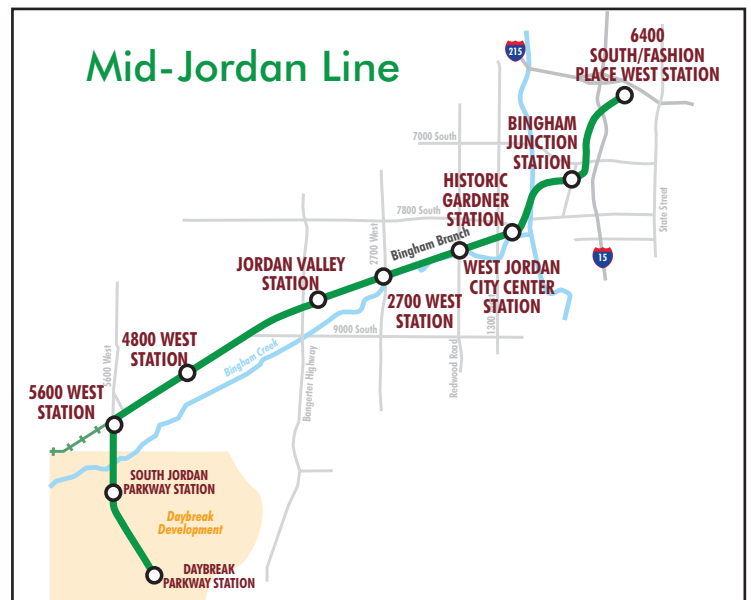 Mid-Jordan Line
6400
SOUTH/FASHION
PLACE WEST STATION
215
BINGHAM
JUNCTION
STATION
7000 South
HISTORIC
GARDNER
STATION
7800 South
State Street
2700 West
Bingham Branch
15
JORDAN VALLEY
STATION
WEST JORDAN
CITY CENTER
STATION
2700 WEST
STATION
1300 West
9000 South
4800 WEST
STATION
Bingham Creek
5600 West
Bangerter Highway
Redwood Road
5600 WEST
STATION
SOUTH JORDAN
PARKWAY STATION
Daybreak
Development
DAYBREAK
PARKWAY STATION